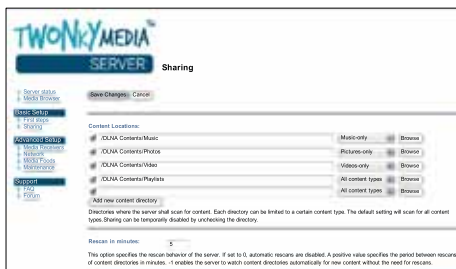 TWONKYMEDIA
SERVER
Sharing
Server status
Media Browser
Save Changes Cancel
Basic Setup
First steps
Sharing
Advanced Setup
Media Receivers
Network
Media Feeds
Maintenance
Support
FAQ
Forum
Content Locations:
/DLNA Contents/Music Music-only Browse
/DLNA Contents/Photos Pictures-only Browse
/DLNA Contents/Video Videos-only Browse
/DLNA Contents/Playlists All content types Browse
All content types Browse
Add new content directory
Directories where the server shall scan for content. Each directory can be limited to a certain content type. The default setting will scan for all content
types. Sharing can be temporarily disabled by unchecking the directory.
Rescan in minutes: 5
This option specifies the rescan behavior of the server. If set to 0, automatic rescans are disabled. A positive value specifies the period between rescans
of content directories in minutes. -1 enables the server to watch content directories automatically for new content without the need for rescans.